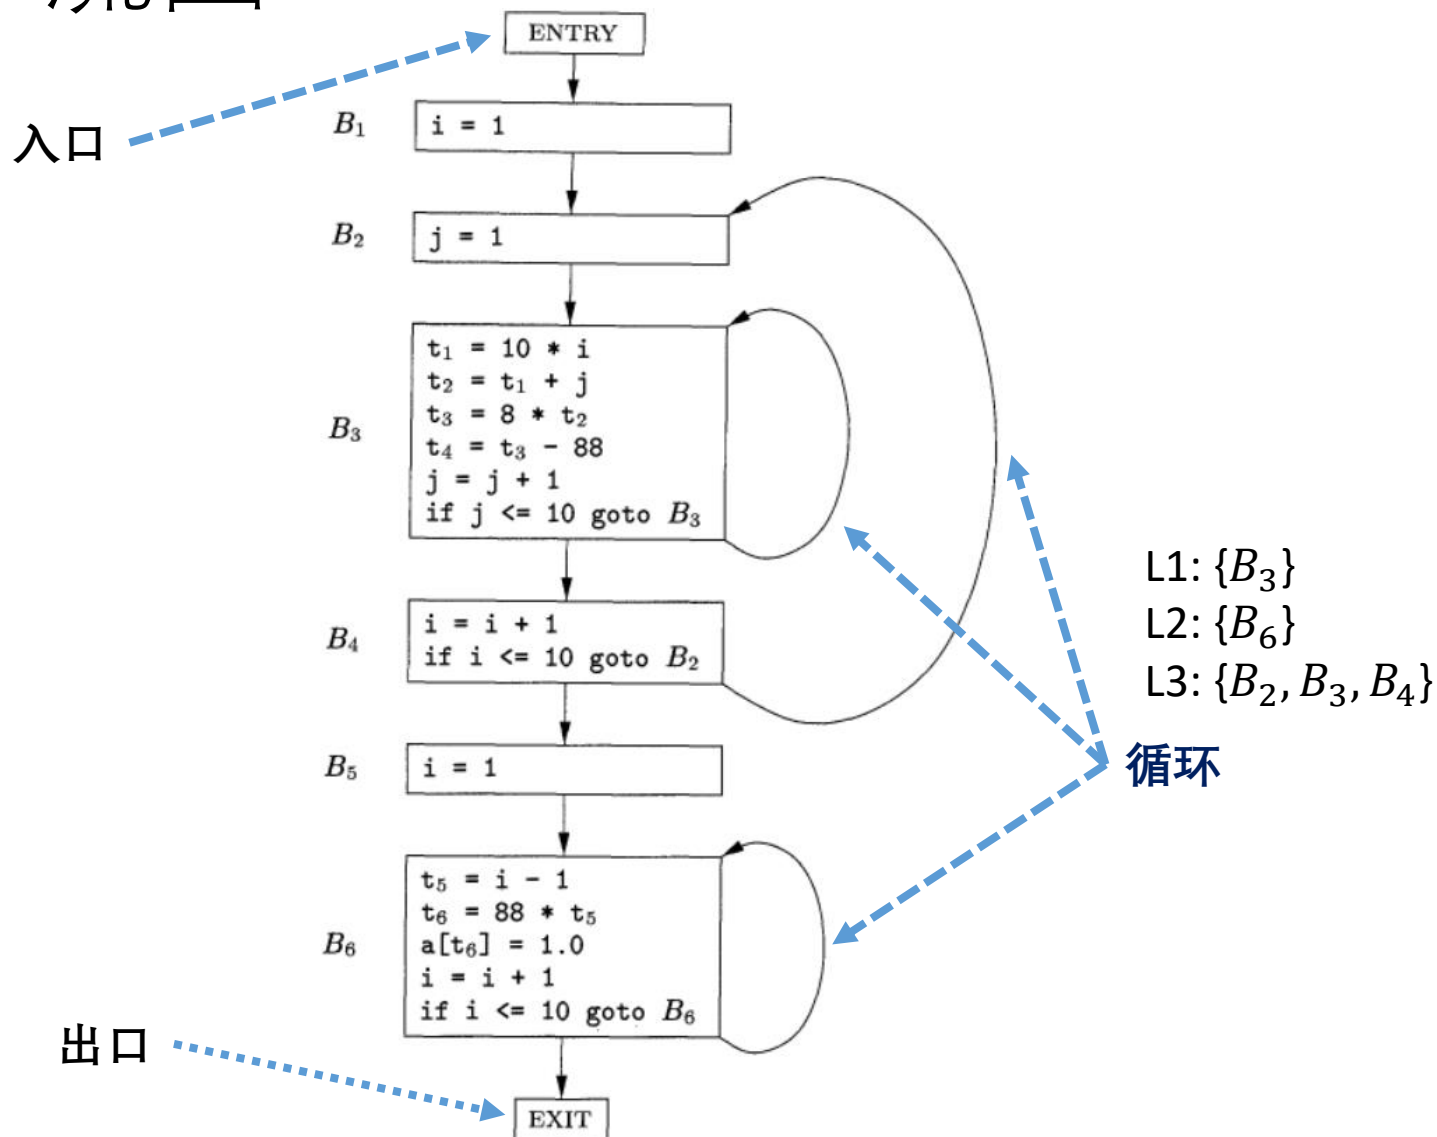 ENTRY
入口
B₁
i = 1
B₂
j = 1
B₃
t₁ = 10 * i
t₂ = t₁ + j
t₃ = 8 * t₂
t₄ = t₃ - 88
j = j + 1
if j <= 10 goto B₃
B₄
i = i + 1
if i <= 10 goto B₂
L1: {B₃}
L2: {B₆}
L3: {B₂, B₃, B₄}
循环
B₅
i = 1
B₆
t₅ = i - 1
t₆ = 88 * t₅
a[t₆] = 1.0
i = i + 1
if i <= 10 goto B₆
出口
EXIT